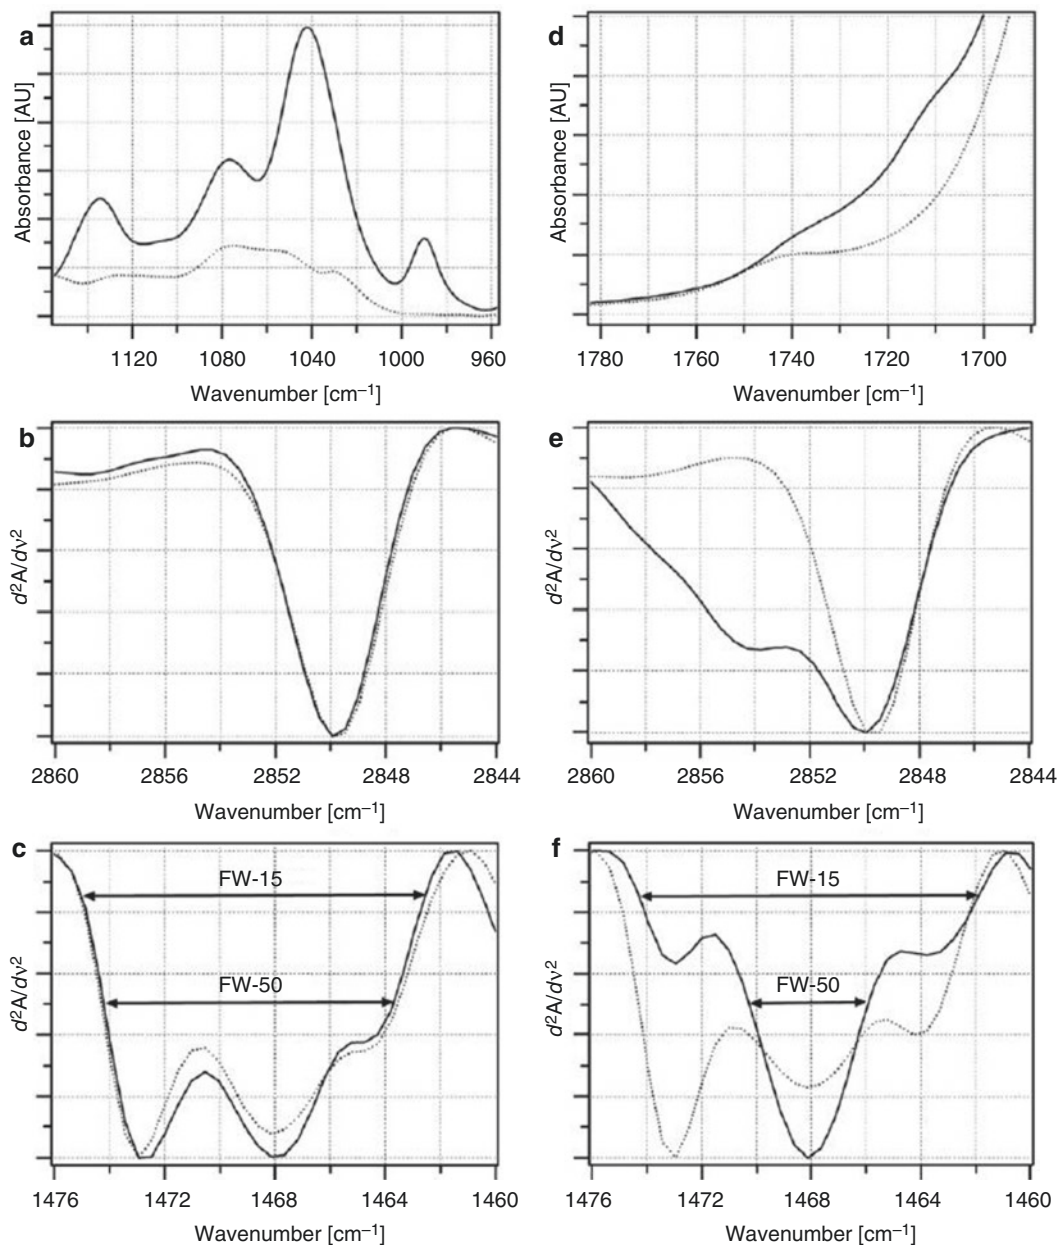 a
Absorbance [AU]
1120 1080 1040 1000 960
Wavenumber [cm⁻¹]
b
d²A/dν²
2860 2856 2852 2848 2844
Wavenumber [cm⁻¹]
c
FW-15
FW-50
d²A/dν²
1476 1472 1468 1464 1460
Wavenumber [cm⁻¹]
d
Absorbance [AU]
1780 1760 1740 1720 1700
Wavenumber [cm⁻¹]
e
d²A/dν²
2860 2856 2852 2848 2844
Wavenumber [cm⁻¹]
f
FW-15
FW-50
d²A/dν²
1476 1472 1468 1464 1460
Wavenumber [cm⁻¹]